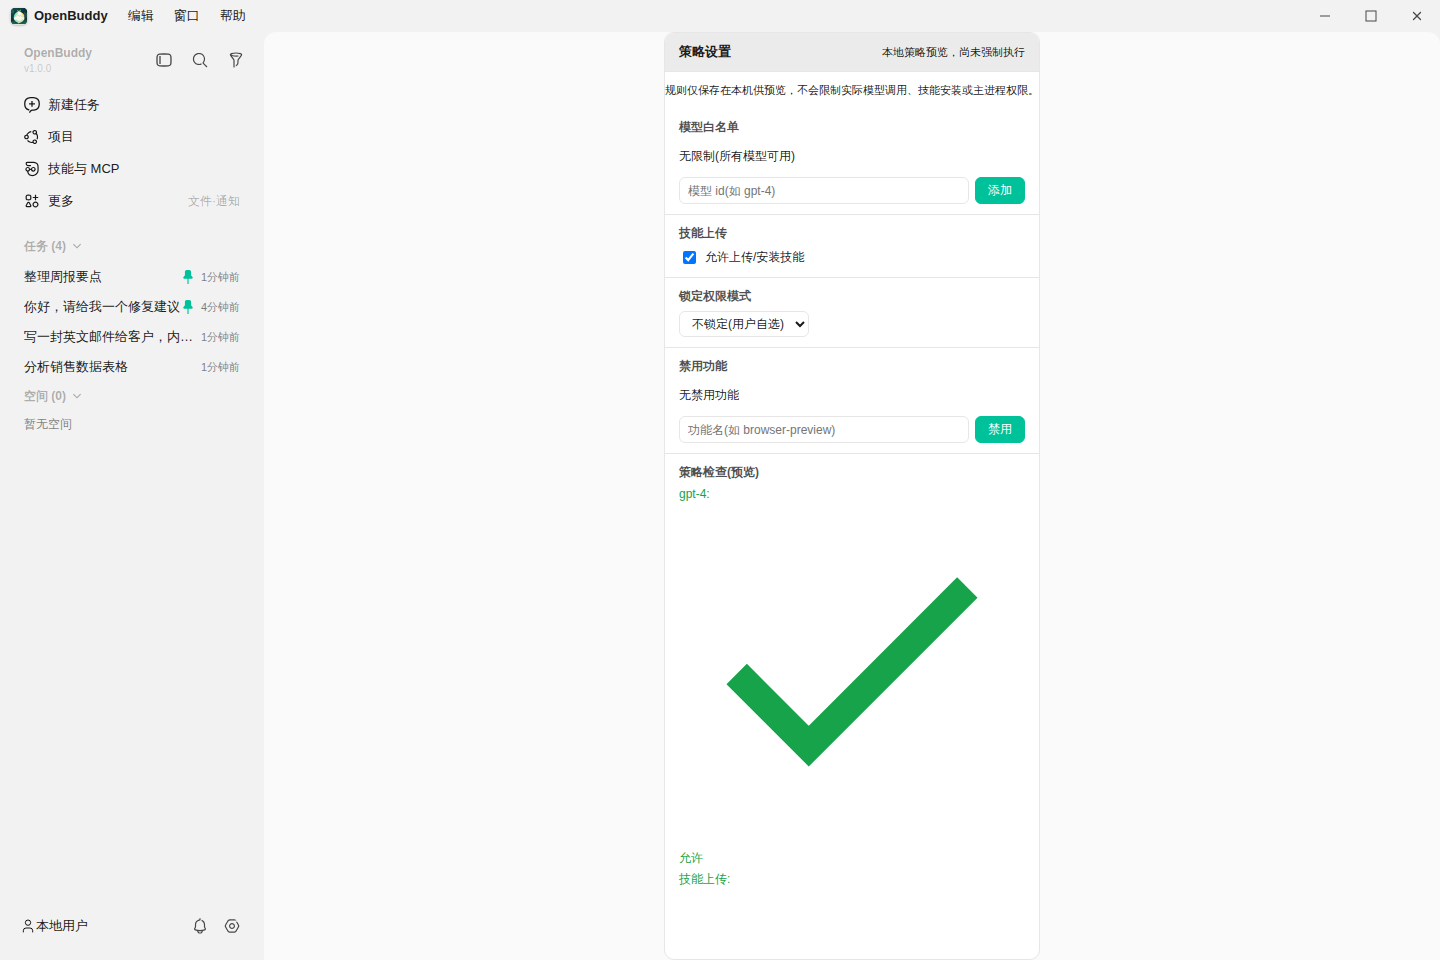 OpenBuddy 编辑 窗口 帮助
OpenBuddy
v1.0.0
新建任务
项目
技能与 MCP
更多 文件·通知
任务 (4)
整理周报要点 1分钟前
你好，请给我一个修复建议 4分钟前
写一封英文邮件给客户，内... 1分钟前
分析销售数据表格 1分钟前
空间 (0)
暂无空间
本地用户
策略设置 本地策略预览，尚未强制执行
规则仅保存在本机供预览，不会限制实际模型调用、技能安装或主进程权限。
模型白名单
无限制(所有模型可用)
模型 id(如 gpt-4) 添加
技能上传
允许上传/安装技能
锁定权限模式
不锁定(用户自选)
禁用功能
无禁用功能
功能名(如 browser-preview) 禁用
策略检查(预览)
gpt-4:
允许
技能上传: